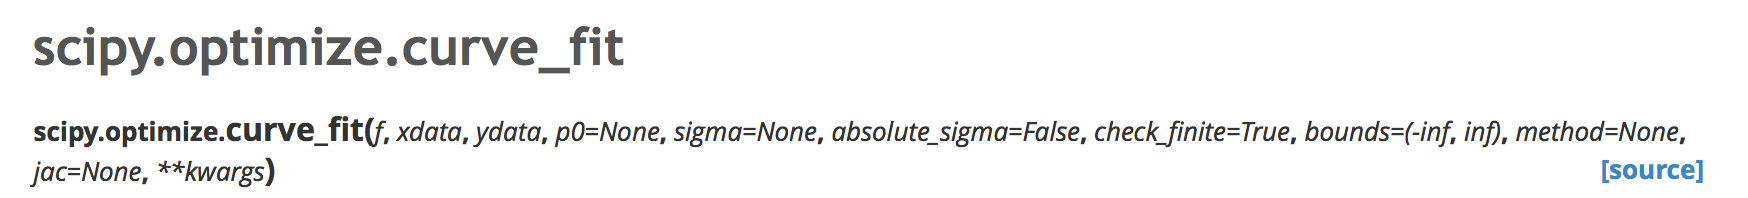 scipy.optimize.curve_fit
scipy.optimize.curve_fit(f, xdata, ydata, p0=None, sigma=None, absolute_sigma=False, check_finite=True, bounds=(-inf, inf), method=None,
jac=None, **kwargs) [source]